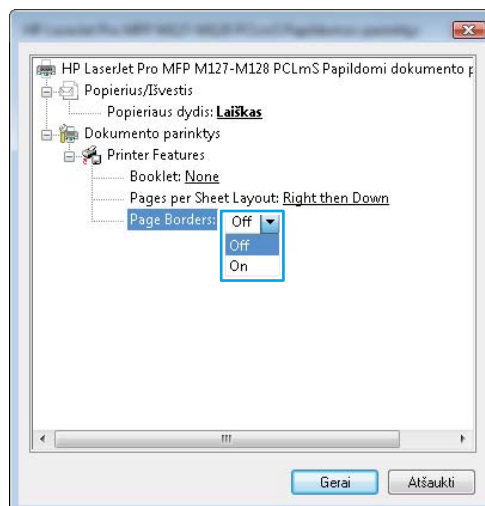 HP LaserJet Pro MFP M127-M128 PCLmS Papildomi dokumento p
Popierius/Išvestis
Popieriaus dydis: Laiškas
Dokumento parinktys
Printer Features
Booklet: None
Pages per Sheet Layout: Right then Down
Page Borders: Off
Off
On
Gerai Atšaukti